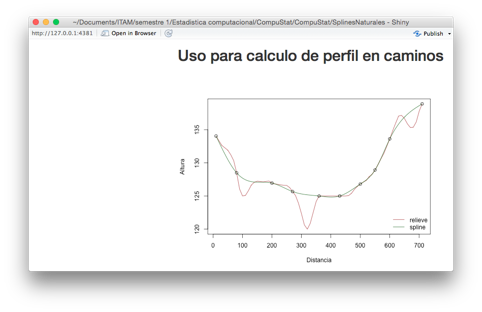 ~/Documents/ITAM/semestre 1/Estadistica computacional/CompuStat/CompuStat/SplinesNaturales - Shiny
http://127.0.0.1:4381 Open in Browser Publish
Uso para calculo de perfil en caminos
Altura
135
130
125
120
relieve
spline
0 100 200 300 400 500 600 700
Distancia